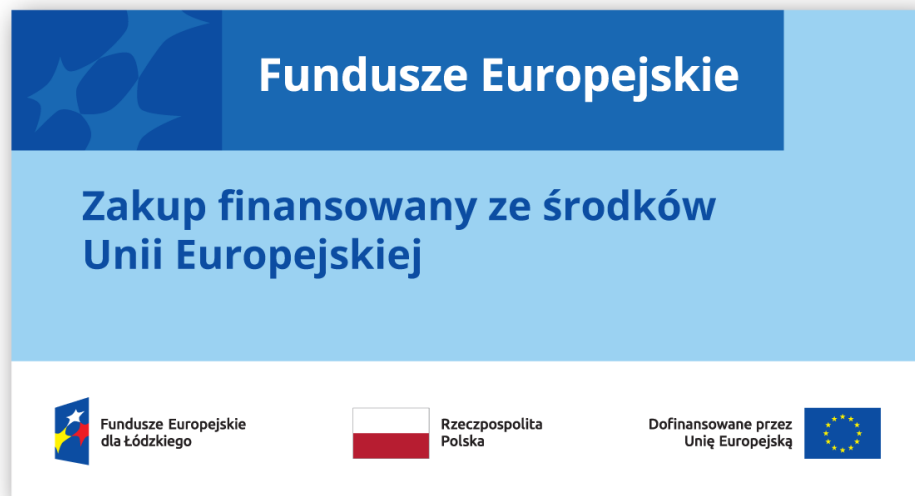 Fundusze Europejskie
Zakup finansowany ze środków
Unii Europejskiej
Fundusze Europejskie
dla Łódzkiego
Rzeczpospolita
Polska
Dofinansowane przez
Unię Europejską